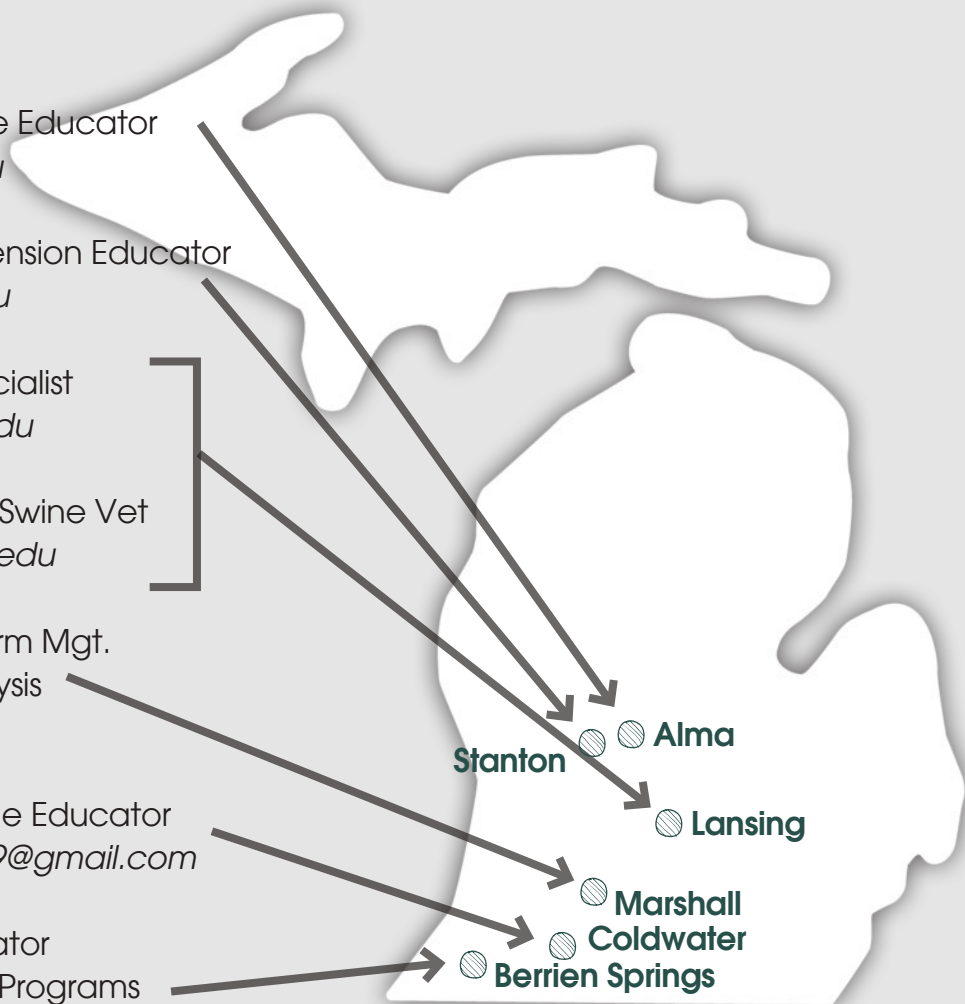 e Educator
u
ension Educator
u
cialist
du
Swine Vet
edu
rm Mgt.
ysis
e Educator
9@gmail.com
ator
Programs
Stanton
Alma
Lansing
Marshall
Coldwater
Berrien Springs